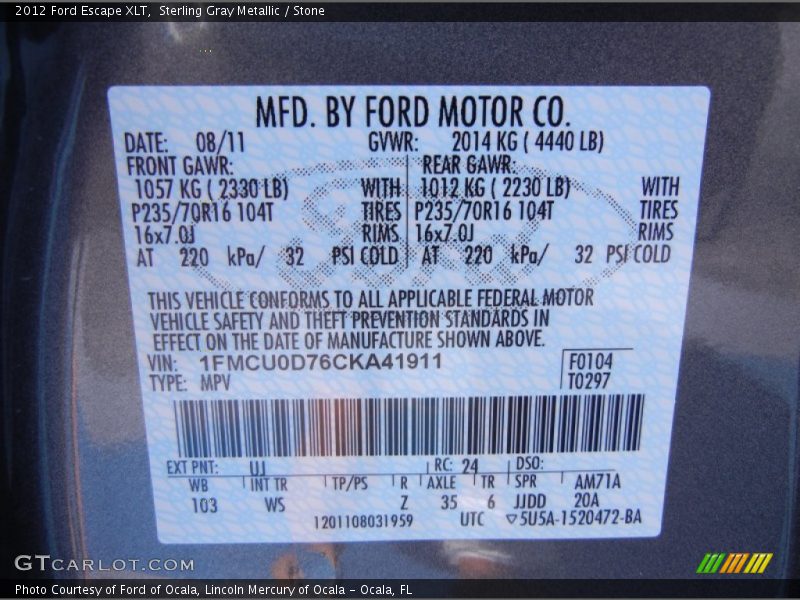 2012 Ford Escape XLT,  Sterling Gray Metallic / Stone
MFD. BY FORD MOTOR CO.
DATE: 08/11 GVWR: 2014 KG ( 4440 LB)
FRONT GAWR: REAR GAWR:
1057 KG ( 2330 LB) WITH 1012 KG ( 2230 LB) WITH
P235/70R16 104T TIRES P235/70R16 104T TIRES
16x7.0J RIMS 16x7.0J RIMS
AT 220 kPa/ 32 PSI COLD AT 220 kPa/ 32 PSI COLD
THIS VEHICLE CONFORMS TO ALL APPLICABLE FEDERAL MOTOR
VEHICLE SAFETY AND THEFT PREVENTION STANDARDS IN
EFFECT ON THE DATE OF MANUFACTURE SHOWN ABOVE.
VIN: 1FMCU0D76CKA41911 F0104
TYPE: MPV T0297
EXT PNT: UJ RC: 24 DSO:
WB INT TR TP/PS R AXLE TR SPR AM71A
103 WS Z 35 6 JJDD 20A
1201108031959 UTC ▽5U5A-1520472-BA
GTCARLOT.COM
Photo Courtesy of Ford of Ocala, Lincoln Mercury of Ocala – Ocala, FL